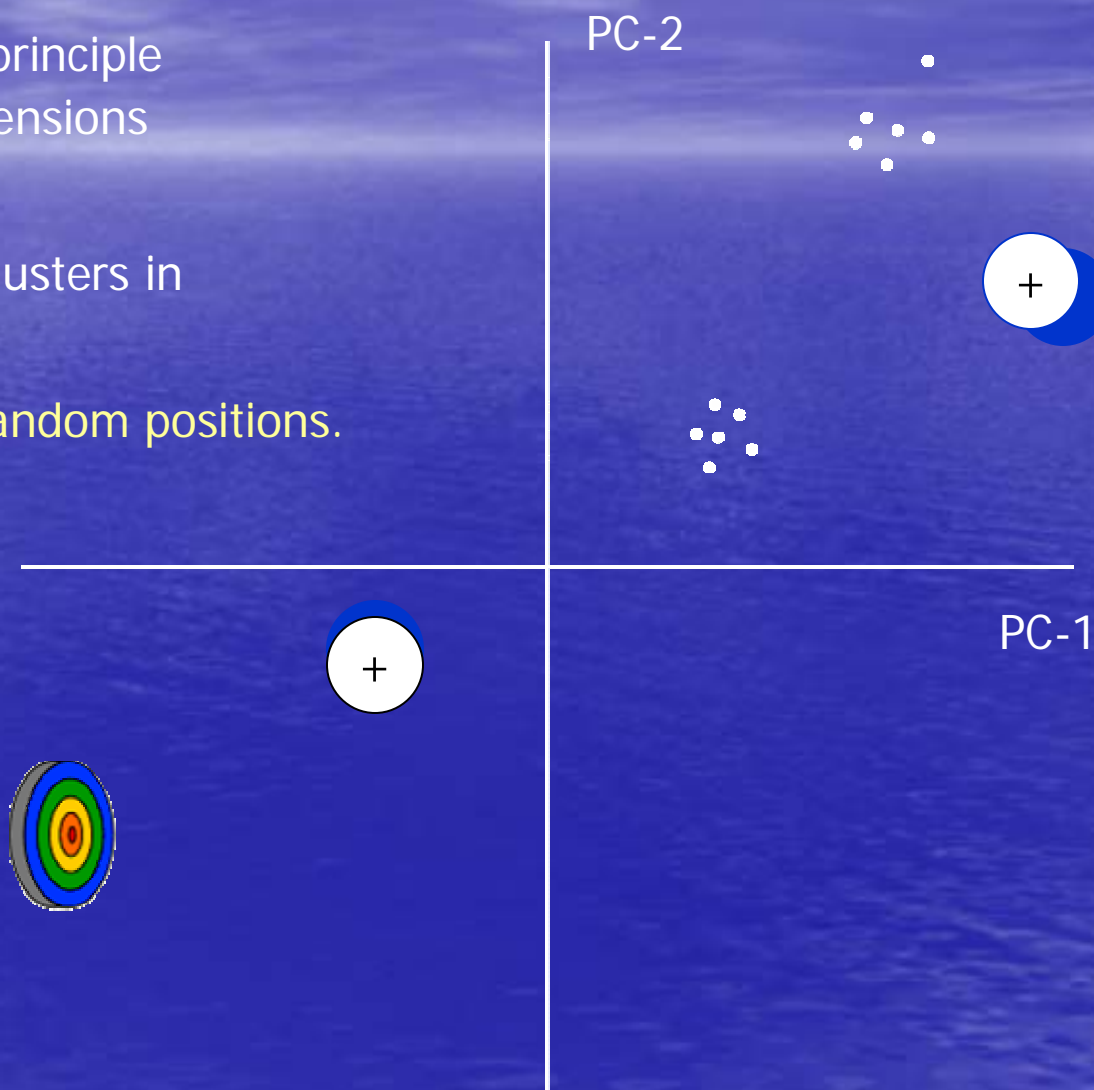 PC-2
principle
ensions
usters in
andom positions.
+
+
PC-1